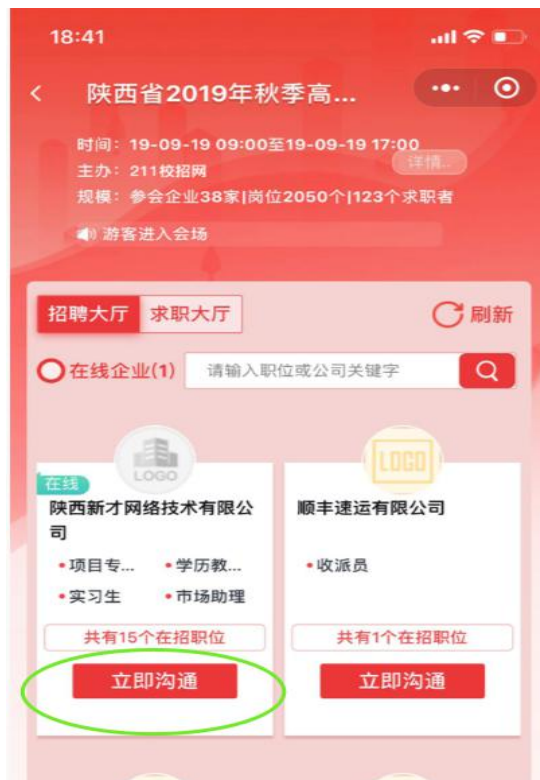 18:41
陕西省2019年秋季高...
时间：19-09-19 09:00至19-09-19 17:00
详情..
主办：211校招网
规模：参会企业38家|岗位2050个|123个求职者
游客进入会场
招聘大厅 求职大厅 刷新
在线企业(1) 请输入职位或公司关键字
LOGO LOGO
在线
陕西新才网络技术有限公司 顺丰速运有限公司
•项目专... •学历教... •收派员
•实习生 •市场助理
共有15个在招职位 共有1个在招职位
立即沟通 立即沟通